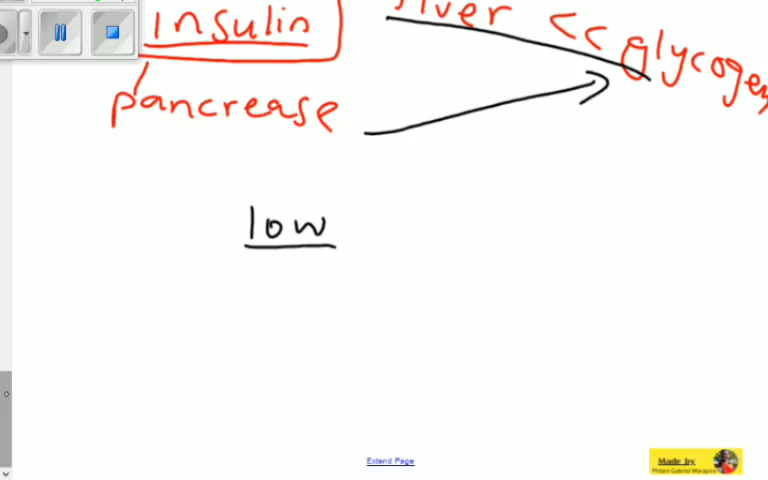 insulin
liver << glycogen
pancrease
low
Extend Page
Made by